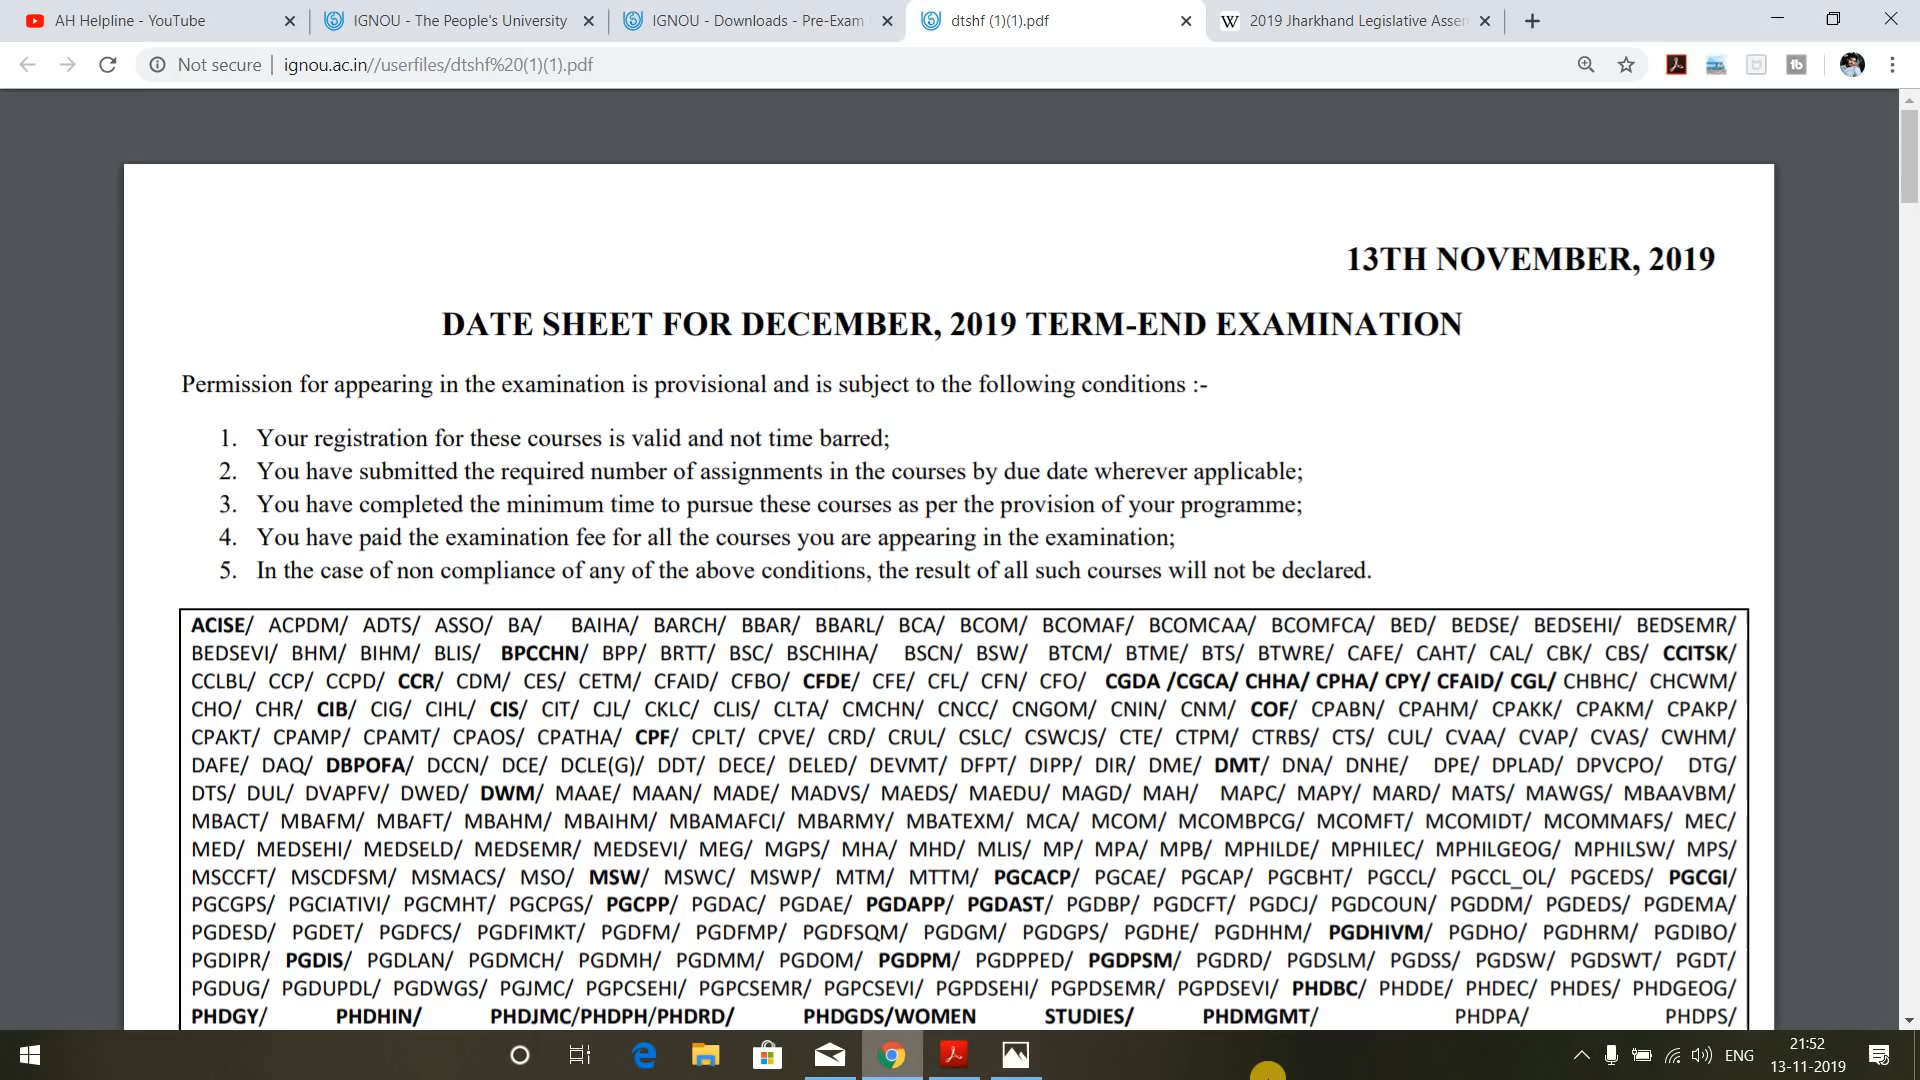 AH Helpline - YouTube
IGNOU - The People's University
IGNOU - Downloads - Pre-Exam
dtshf (1)(1).pdf
2019 Jharkhand Legislative Assem
Not secure | ignou.ac.in//userfiles/dtshf%20(1)(1).pdf
13TH NOVEMBER, 2019
DATE SHEET FOR DECEMBER, 2019 TERM-END EXAMINATION
Permission for appearing in the examination is provisional and is subject to the following conditions :-
1. Your registration for these courses is valid and not time barred;
2. You have submitted the required number of assignments in the courses by due date wherever applicable;
3. You have completed the minimum time to pursue these courses as per the provision of your programme;
4. You have paid the examination fee for all the courses you are appearing in the examination;
5. In the case of non compliance of any of the above conditions, the result of all such courses will not be declared.
ACISE/ ACPDM/ ADTS/ ASSO/ BA/ BAIHA/ BARCH/ BBAR/ BBARL/ BCA/ BCOM/ BCOMAF/ BCOMCAA/ BCOMFCA/ BED/ BEDSE/ BEDSEHI/ BEDSEMR/
BEDSEVI/ BHM/ BIHM/ BLIS/ BPCCHN/ BPP/ BRTT/ BSC/ BSCHIHA/ BSCN/ BSW/ BTCM/ BTME/ BTS/ BTWRE/ CAFE/ CAHT/ CAL/ CBK/ CBS/ CCITSK/
CCLBL/ CCP/ CCPD/ CCR/ CDM/ CES/ CETM/ CFAID/ CFBO/ CFDE/ CFE/ CFL/ CFN/ CFO/ CGDA /CGCA/ CHHA/ CPHA/ CPY/ CFAID/ CGL/ CHBHC/ CHCWM/
CHO/ CHR/ CIB/ CIG/ CIHL/ CIS/ CIT/ CJL/ CKLC/ CLIS/ CLTA/ CMCHN/ CNCC/ CNGOM/ CNIN/ CNM/ COF/ CPABN/ CPAHM/ CPAKK/ CPAKM/ CPAKP/
CPAKT/ CPAMP/ CPAMT/ CPAOS/ CPATHA/ CPF/ CPLT/ CPVE/ CRD/ CRUL/ CSLC/ CSWCJS/ CTE/ CTPM/ CTRBS/ CTS/ CUL/ CVAA/ CVAP/ CVAS/ CWHM/
DAFE/ DAQ/ DBPOFA/ DCCN/ DCE/ DCLE(G)/ DDT/ DECE/ DELED/ DEVMT/ DFPT/ DIPP/ DIR/ DME/ DMT/ DNA/ DNHE/ DPE/ DPLAD/ DPVCPO/ DTG/
DTS/ DUL/ DVAPFV/ DWED/ DWM/ MAAE/ MAAN/ MADE/ MADVS/ MAEDS/ MAEDU/ MAGD/ MAH/ MAPC/ MAPY/ MARD/ MATS/ MAWGS/ MBAAVBM/
MBACT/ MBAFM/ MBAFT/ MBAHM/ MBAIHM/ MBAMAFCI/ MBARMY/ MBATEXM/ MCA/ MCOM/ MCOMBPCG/ MCOMFT/ MCOMIDT/ MCOMMAFS/ MEC/
MED/ MEDSEHI/ MEDSELD/ MEDSEMR/ MEDSEVI/ MEG/ MGPS/ MHA/ MHD/ MLIS/ MP/ MPA/ MPB/ MPHILDE/ MPHILEC/ MPHILGEOG/ MPHILSW/ MPS/
MSCCFT/ MSCDFSM/ MSMACS/ MSO/ MSW/ MSWC/ MSWP/ MTM/ MTTM/ PGCACP/ PGCAE/ PGCAP/ PGCBHT/ PGCCL/ PGCCL_OL/ PGCEDS/ PGCGI/
PGCGPS/ PGCIATIVI/ PGCMHT/ PGCPGS/ PGCPP/ PGDAC/ PGDAE/ PGDAPP/ PGDAST/ PGDBP/ PGDCFT/ PGDCJ/ PGDCOUN/ PGDDM/ PGDEDS/ PGDEMA/
PGDESD/ PGDET/ PGDFCS/ PGDFIMKT/ PGDFM/ PGDFMP/ PGDFSQM/ PGDGM/ PGDGPS/ PGDHE/ PGDHHM/ PGDHIVM/ PGDHO/ PGDHRM/ PGDIBO/
PGDIPR/ PGDIS/ PGDLAN/ PGDMCH/ PGDMH/ PGDMM/ PGDOM/ PGDPM/ PGDPPED/ PGDPSM/ PGDRD/ PGDSLM/ PGDSS/ PGDSW/ PGDSWT/ PGDT/
PGDUG/ PGDUPDL/ PGDWGS/ PGJMC/ PGPCSEHI/ PGPCSEMR/ PGPCSEVI/ PGPDSEHI/ PGPDSEMR/ PGPDSEVI/ PHDBC/ PHDDE/ PHDEC/ PHDES/ PHDGEOG/
PHDGY/ PHDHIN/ PHDJMC/PHDPH/PHDRD/ PHDGDS/WOMEN STUDIES/ PHDMGMT/ PHDPA/ PHDPS/
ENG
21:52
13-11-2019